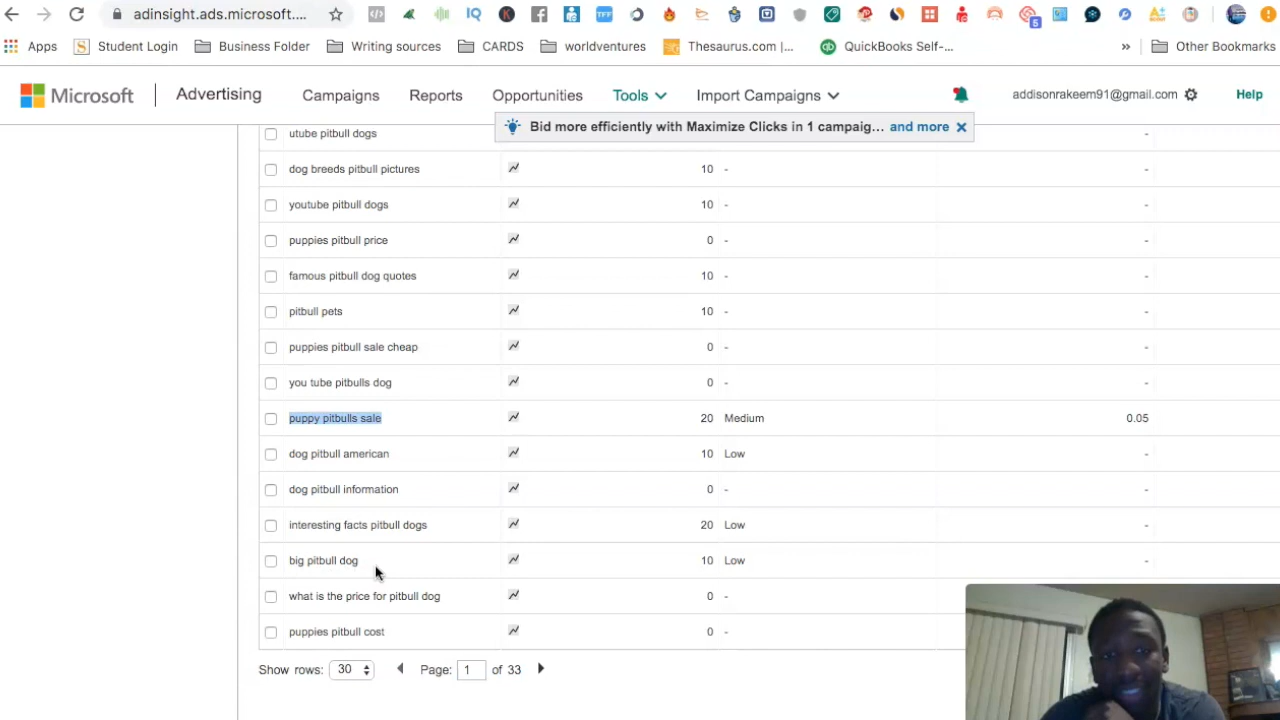 adinsight.ads.microsoft....
5
Apps Student Login Business Folder Writing sources CARDS worldventures Thesaurus.com |... QuickBooks Self-... » Other Bookmarks
Microsoft Advertising Campaigns Reports Opportunities Tools Import Campaigns addisonrakeem91@gmail.com Help
Bid more efficiently with Maximize Clicks in 1 campaig... and more
utube pitbull dogs -
dog breeds pitbull pictures 10 - -
youtube pitbull dogs 10 - -
puppies pitbull price 0 - -
famous pitbull dog quotes 10 - -
pitbull pets 10 - -
puppies pitbull sale cheap 0 - -
you tube pitbulls dog 0 - -
puppy pitbulls sale 20 Medium 0.05
dog pitbull american 10 Low -
dog pitbull information 0 - -
interesting facts pitbull dogs 20 Low -
big pitbull dog 10 Low -
what is the price for pitbull dog 0 -
puppies pitbull cost 0 -
Show rows: 30 Page: 1 of 33